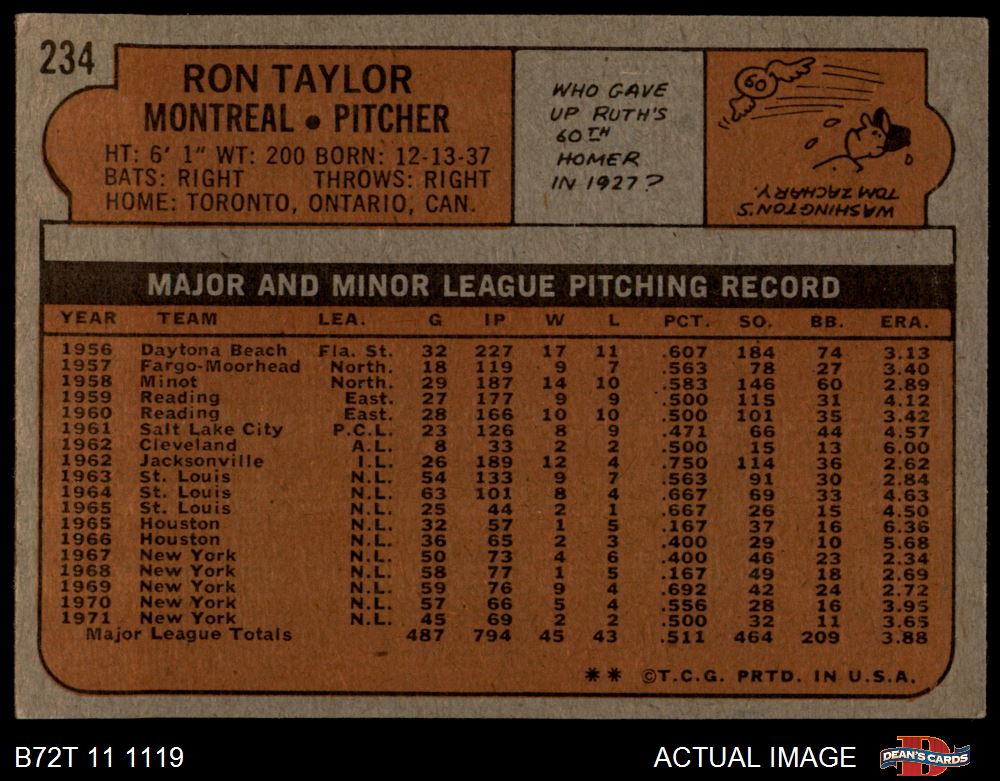 234
RON TAYLOR
MONTREAL • PITCHER
HT: 6' 1" WT: 200 BORN: 12-13-37
BATS: RIGHT THROWS: RIGHT
HOME: TORONTO, ONTARIO, CAN.
WHO GAVE
UP RUTH'S
60TH
HOMER
IN 1927?
60
WASHINGTON'S
TOM ZACHARY.
MAJOR AND MINOR LEAGUE PITCHING RECORD
YEAR TEAM LEA. G IP W L PCT. SO. BB. ERA.
1956 Daytona Beach Fla. St. 32 227 17 11 .607 184 74 3.13
1957 Fargo-Moorhead North. 18 119 9 7 .563 78 27 3.40
1958 Minot North. 29 187 14 10 .583 146 60 2.89
1959 Reading East. 27 177 9 9 .500 115 31 4.12
1960 Reading East. 28 166 10 10 .500 101 35 3.42
1961 Salt Lake City P.C.L. 23 126 8 9 .471 66 44 4.57
1962 Cleveland A.L. 8 33 2 2 .500 15 13 6.00
1962 Jacksonville I.L. 26 189 12 4 .750 114 36 2.62
1963 St. Louis N.L. 54 133 9 7 .563 91 30 2.84
1964 St. Louis N.L. 63 101 8 4 .667 69 33 4.63
1965 St. Louis N.L. 25 44 2 1 .667 26 15 4.50
1965 Houston N.L. 32 57 1 5 .167 37 16 6.36
1966 Houston N.L. 36 65 2 3 .400 29 10 5.68
1967 New York N.L. 50 73 4 6 .400 46 23 2.34
1968 New York N.L. 58 77 1 5 .167 49 18 2.69
1969 New York N.L. 59 76 9 4 .692 42 24 2.72
1970 New York N.L. 57 66 5 4 .556 28 16 3.95
1971 New York N.L. 45 69 2 2 .500 32 11 3.65
Major League Totals 487 794 45 43 .511 464 209 3.88
** ©T.C.G. PRTD. IN U.S.A.
B72T 11 1119
ACTUAL IMAGE
DEAN'S CARDS